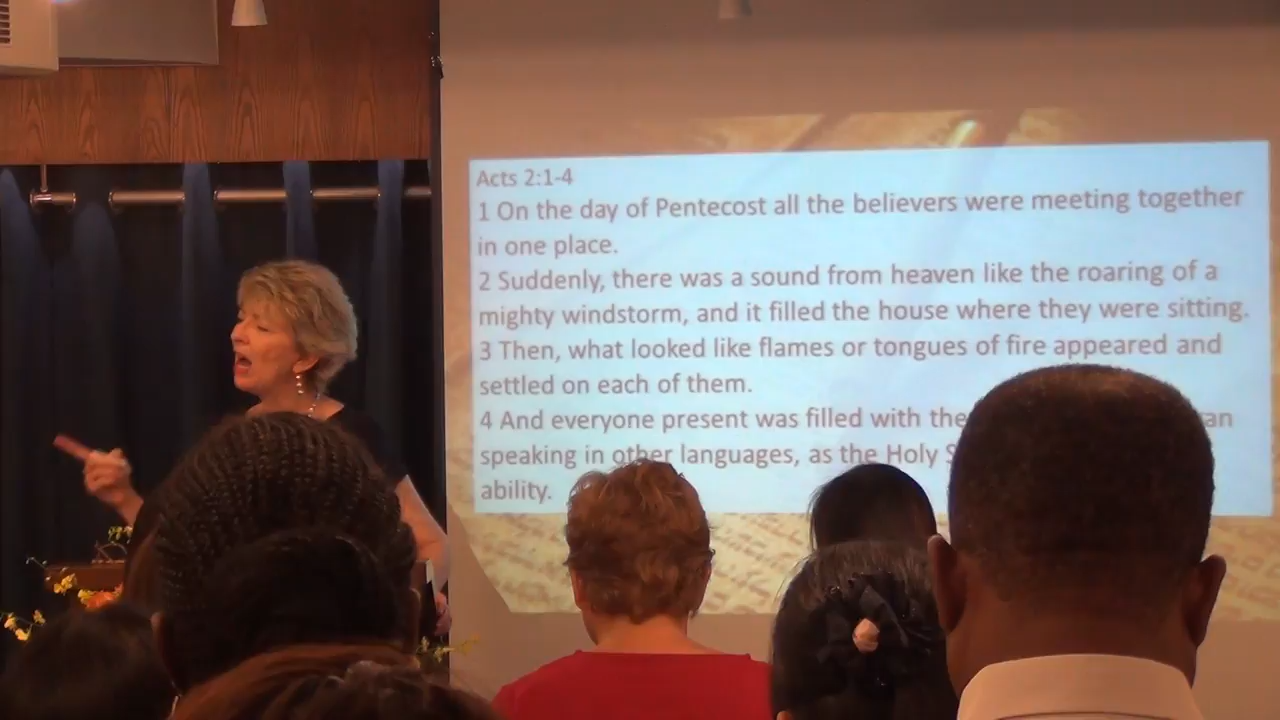 Acts 2:1-4
1 On the day of Pentecost all the believers were meeting together
in one place.
2 Suddenly, there was a sound from heaven like the roaring of a
mighty windstorm, and it filled the house where they were sitting.
3 Then, what looked like flames or tongues of fire appeared and
settled on each of them.
4 And everyone present was filled with the
speaking in other languages, as the Holy
ability.